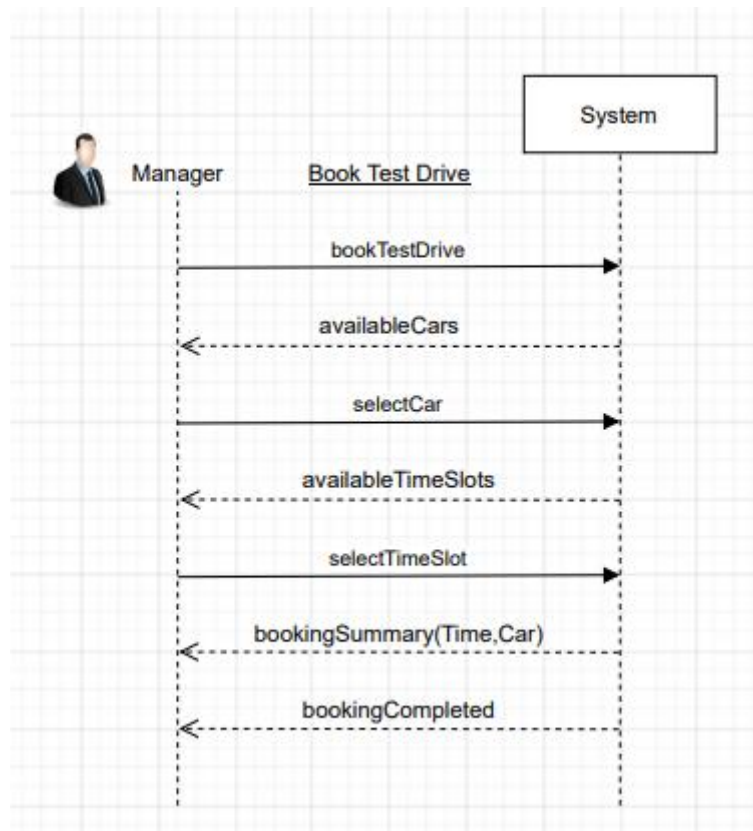 System
Manager
Book Test Drive
bookTestDrive
availableCars
selectCar
availableTimeSlots
selectTimeSlot
bookingSummary(Time,Car)
bookingCompleted